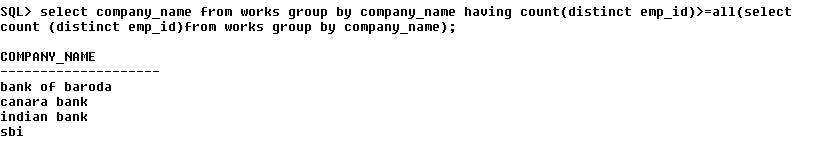 SQL> select company_name from works group by company_name having count(distinct emp_id)>=all(select
count (distinct emp_id)from works group by company_name);
COMPANY_NAME
--------------------
bank of baroda
canara bank
indian bank
sbi